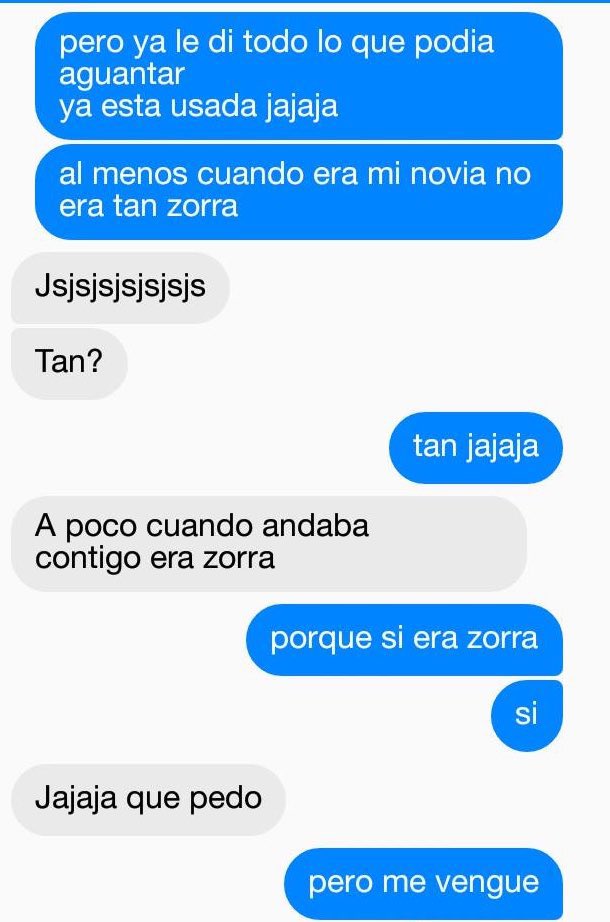 pero ya le di todo lo que podia
aguantar
ya esta usada jajaja
al menos cuando era mi novia no
era tan zorra
Jsjsjsjsjsjsjs
Tan?
tan jajaja
A poco cuando andaba
contigo era zorra
porque si era zorra
si
Jajaja que pedo
pero me vengue